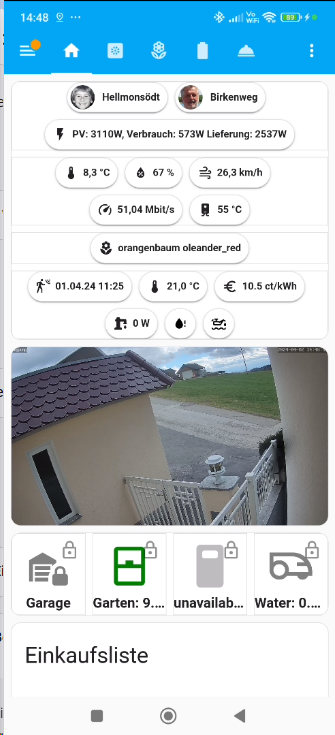 14:48
Vo
WiFi
89
Hellmonsödt
Birkenweg
PV: 3110W, Verbrauch: 573W Lieferung: 2537W
8,3 °C
67 %
26,3 km/h
51,04 Mbit/s
55 °C
orangenbaum oleander_red
01.04.24 11:25
21,0 °C
10.5 ct/kWh
0 W
Garage
Garten: 9....
unavailab...
Water: 0....
Einkaufsliste